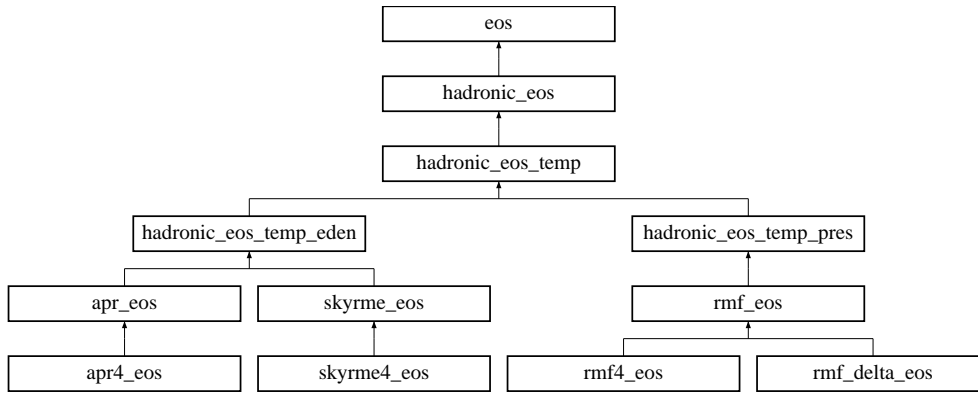 eos
hadronic_eos
hadronic_eos_temp
hadronic_eos_temp_eden hadronic_eos_temp_pres
apr_eos skyrme_eos rmf_eos
apr4_eos skyrme4_eos rmf4_eos rmf_delta_eos